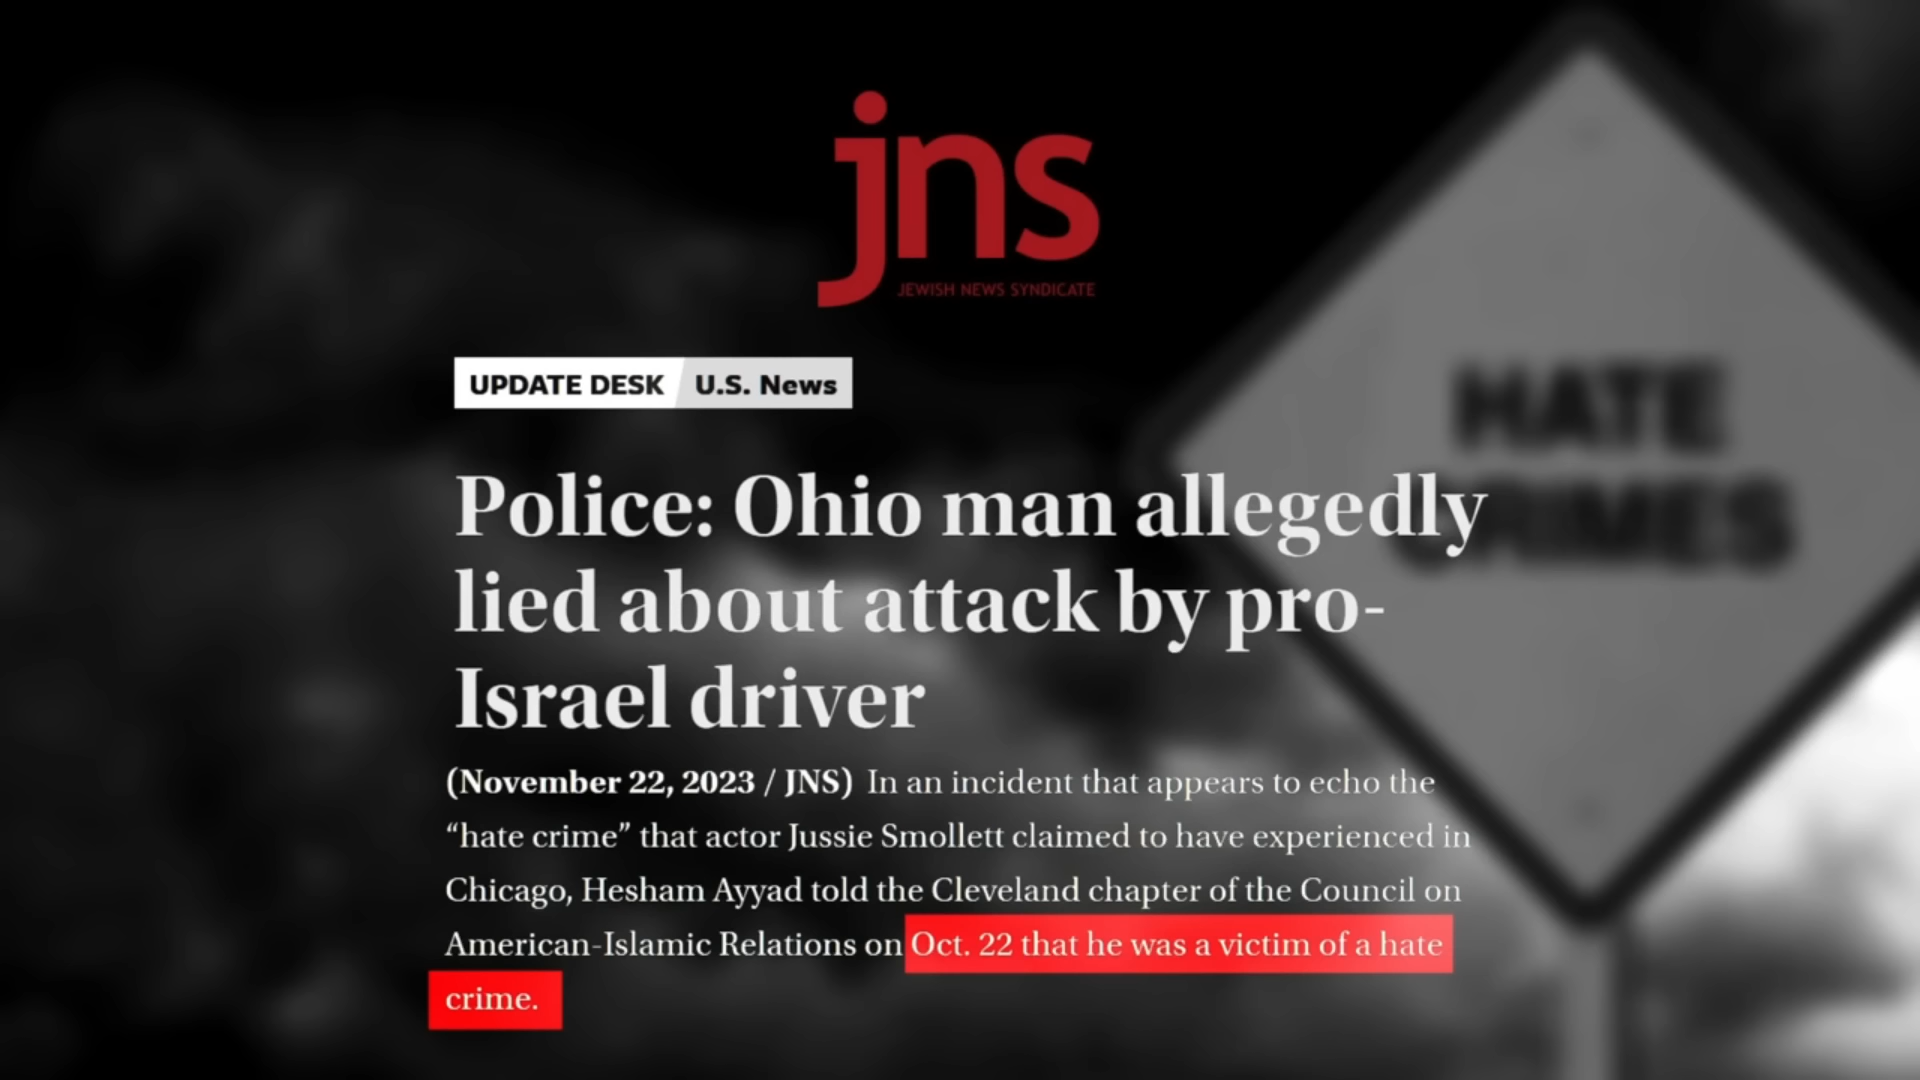 jns
JEWISH NEWS SYNDICATE
UPDATE DESK U.S. News
HATE
CRIMES
Police: Ohio man allegedly
lied about attack by pro-
Israel driver
(November 22, 2023 / JNS) In an incident that appears to echo the
“hate crime” that actor Jussie Smollett claimed to have experienced in
Chicago, Hesham Ayyad told the Cleveland chapter of the Council on
American-Islamic Relations on Oct. 22 that he was a victim of a hate
crime.